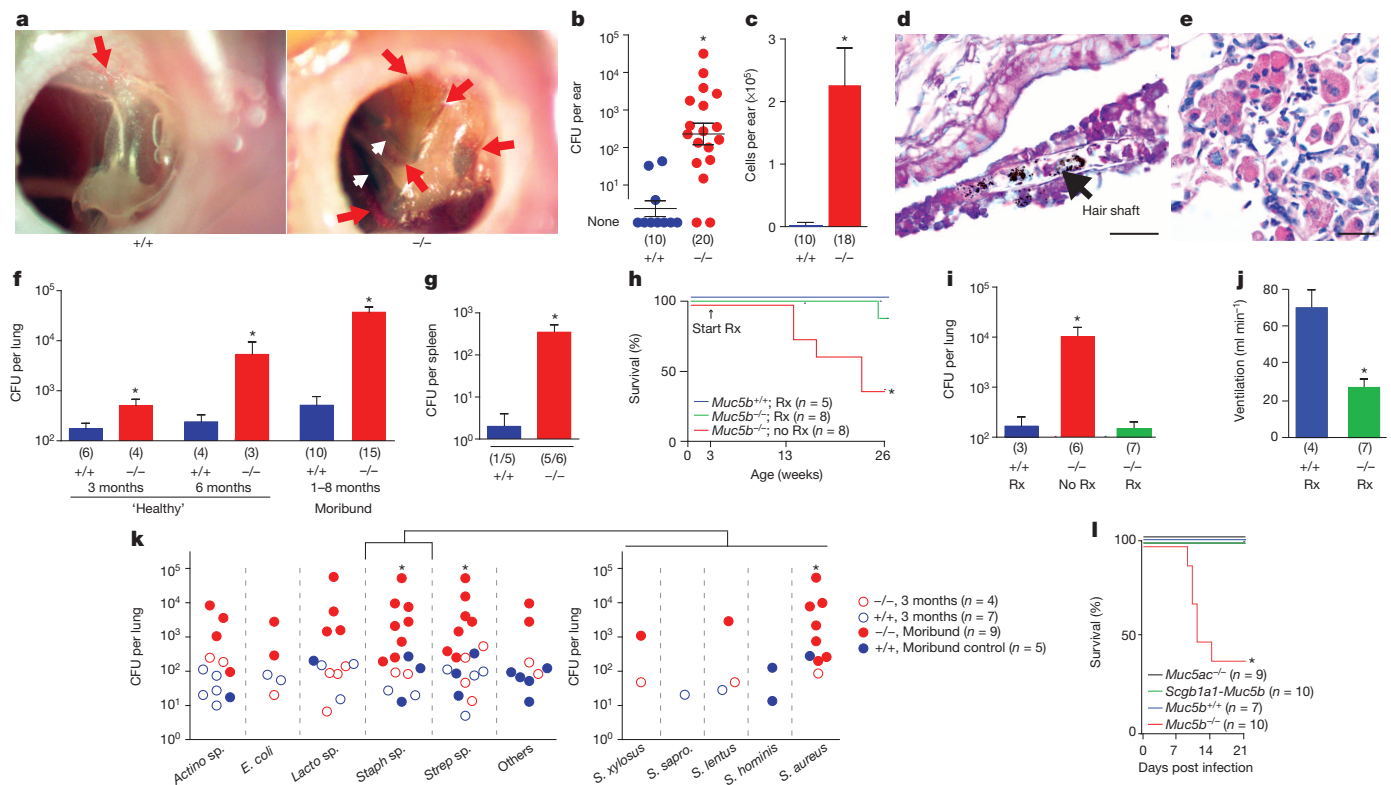 a
+/+
−/−
b
CFU per ear
10⁵
10⁴
10³
10²
10¹
None
*
(10)
(20)
+/+
−/−
c
Cells per ear (×10⁵)
3
2
1
0
*
(10)
(18)
+/+
−/−
d
Hair shaft
e
f
CFU per lung
10⁵
10⁴
10³
10²
*
*
*
(6) (4) (4) (3) (10) (15)
+/+ −/− +/+ −/− +/+ −/−
3 months 6 months 1–8 months
'Healthy' Moribund
g
CFU per spleen
10³
10²
10¹
10⁰
*
(1/5) (5/6)
+/+ −/−
h
Survival (%)
100
50
0
Start Rx
*
Muc5b+/+; Rx (n = 5)
Muc5b−/−; Rx (n = 8)
Muc5b−/−; no Rx (n = 8)
0 3 13 26
Age (weeks)
i
CFU per lung
10⁵
10⁴
10³
10²
*
(3) (6) (7)
+/+ −/− −/−
Rx No Rx Rx
j
Ventilation (ml min⁻¹)
80
60
40
20
0
*
(4) (7)
+/+ −/−
Rx Rx
k
CFU per lung
10⁵
10⁴
10³
10²
10¹
10⁰
* *
Actino sp.
E. coli
Lacto sp.
Staph sp.
Strep sp.
Others
CFU per lung
10⁵
10⁴
10³
10²
10¹
10⁰
*
S. xylosus
S. sapro.
S. lentus
S. hominis
S. aureus
−/−, 3 months (n = 4)
+/+, 3 months (n = 7)
−/−, Moribund (n = 9)
+/+, Moribund control (n = 5)
l
Survival (%)
100
50
0
*
Muc5ac−/− (n = 9)
Scgb1a1-Muc5b (n = 10)
Muc5b+/+ (n = 7)
Muc5b−/− (n = 10)
0 7 14 21
Days post infection